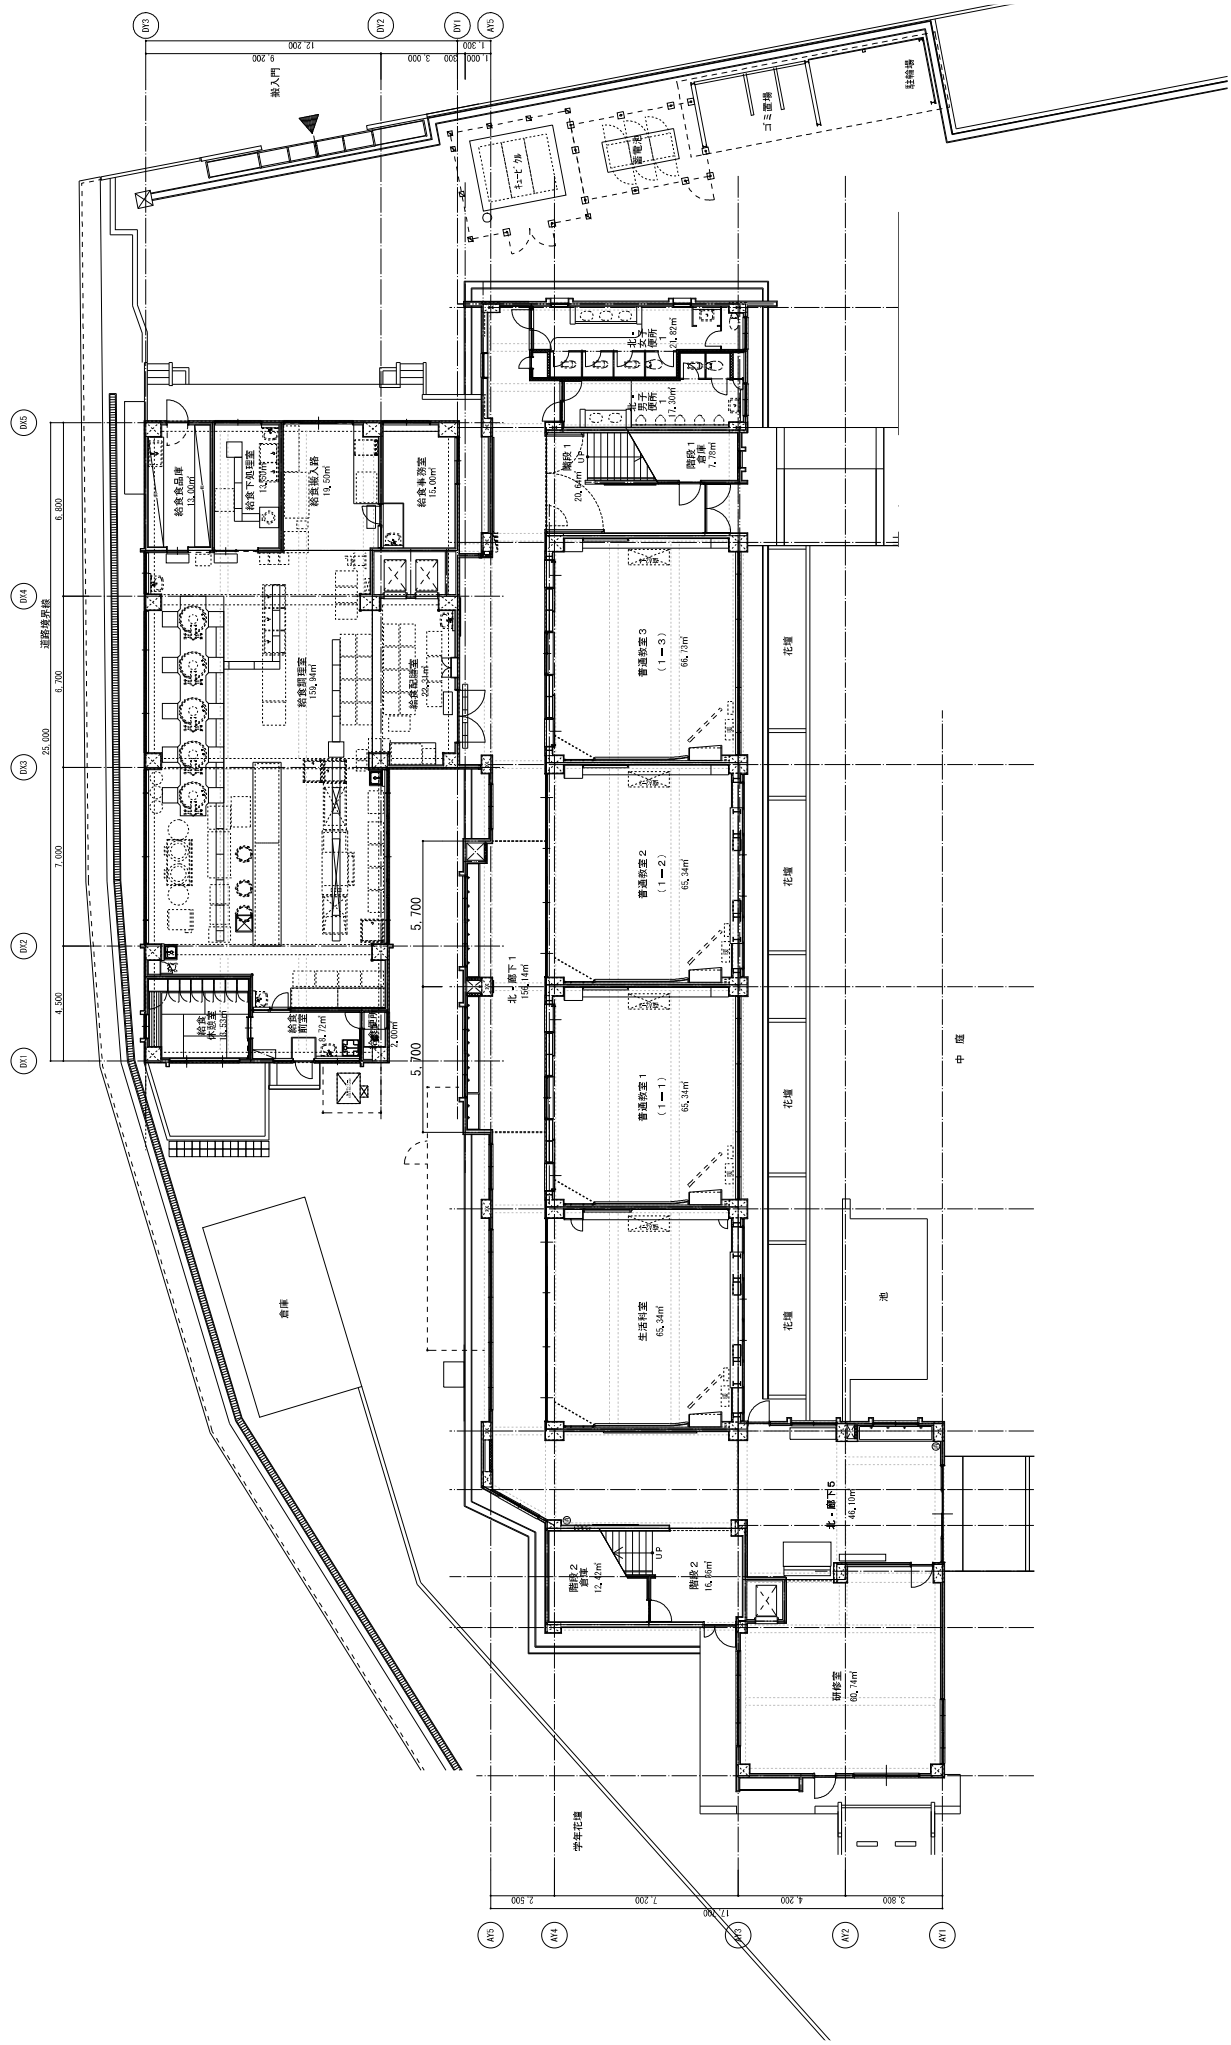 DY3
DY2
DY1
AY5
12,200
1,300
9,200
3,000
300
1,000
搬入門
駐輪場
ゴミ置場
蓄電池
キュービクル
DX5
DX4
DX3
DX2
DX1
6,800
6,700
7,000
4,500
25,000
道路境界線
給食食品庫
13.00㎡
給食下処理室
給食搬入路
19.50㎡
給食事務室
15.00㎡
給食調理室
159.94㎡
給食配膳室
22.31㎡
給食
休憩室
給食
前室
8.72㎡
2.00㎡
北・女子
便所
1
21.82㎡
北・男子
便所
1
17.30㎡
階段1
UP
20.64㎡
階段1
倉庫
7.78㎡
普通教室3
(1-3)
66.73㎡
普通教室2
(1-2)
65.34㎡
普通教室1
(1-1)
65.34㎡
生活科室
65.34㎡
北・廊下1
156.14㎡
5,700
5,700
花壇
花壇
花壇
花壇
池
中庭
倉庫
北・廊下5
46.10㎡
階段2
倉庫
12.42㎡
UP
階段2
研修室
60.74㎡
学年花壇
2,500
7,200
4,200
3,800
17,700
AY5
AY4
AY3
AY2
AY1